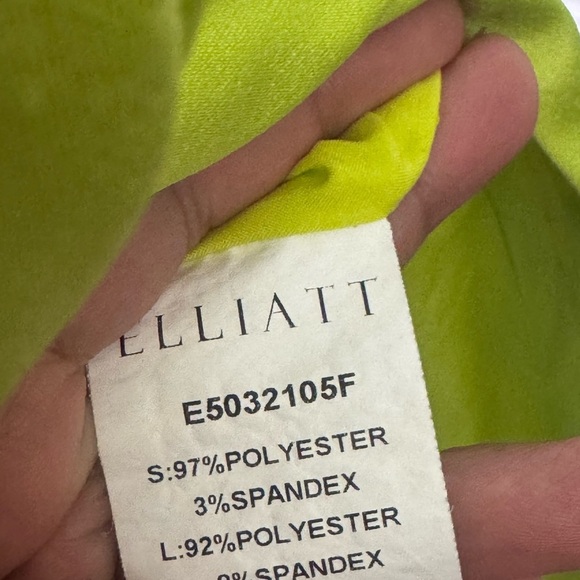 ELLIATT
E5032105F
S:97%POLYESTER
3%SPANDEX
L:92%POLYESTER
SPANDEX